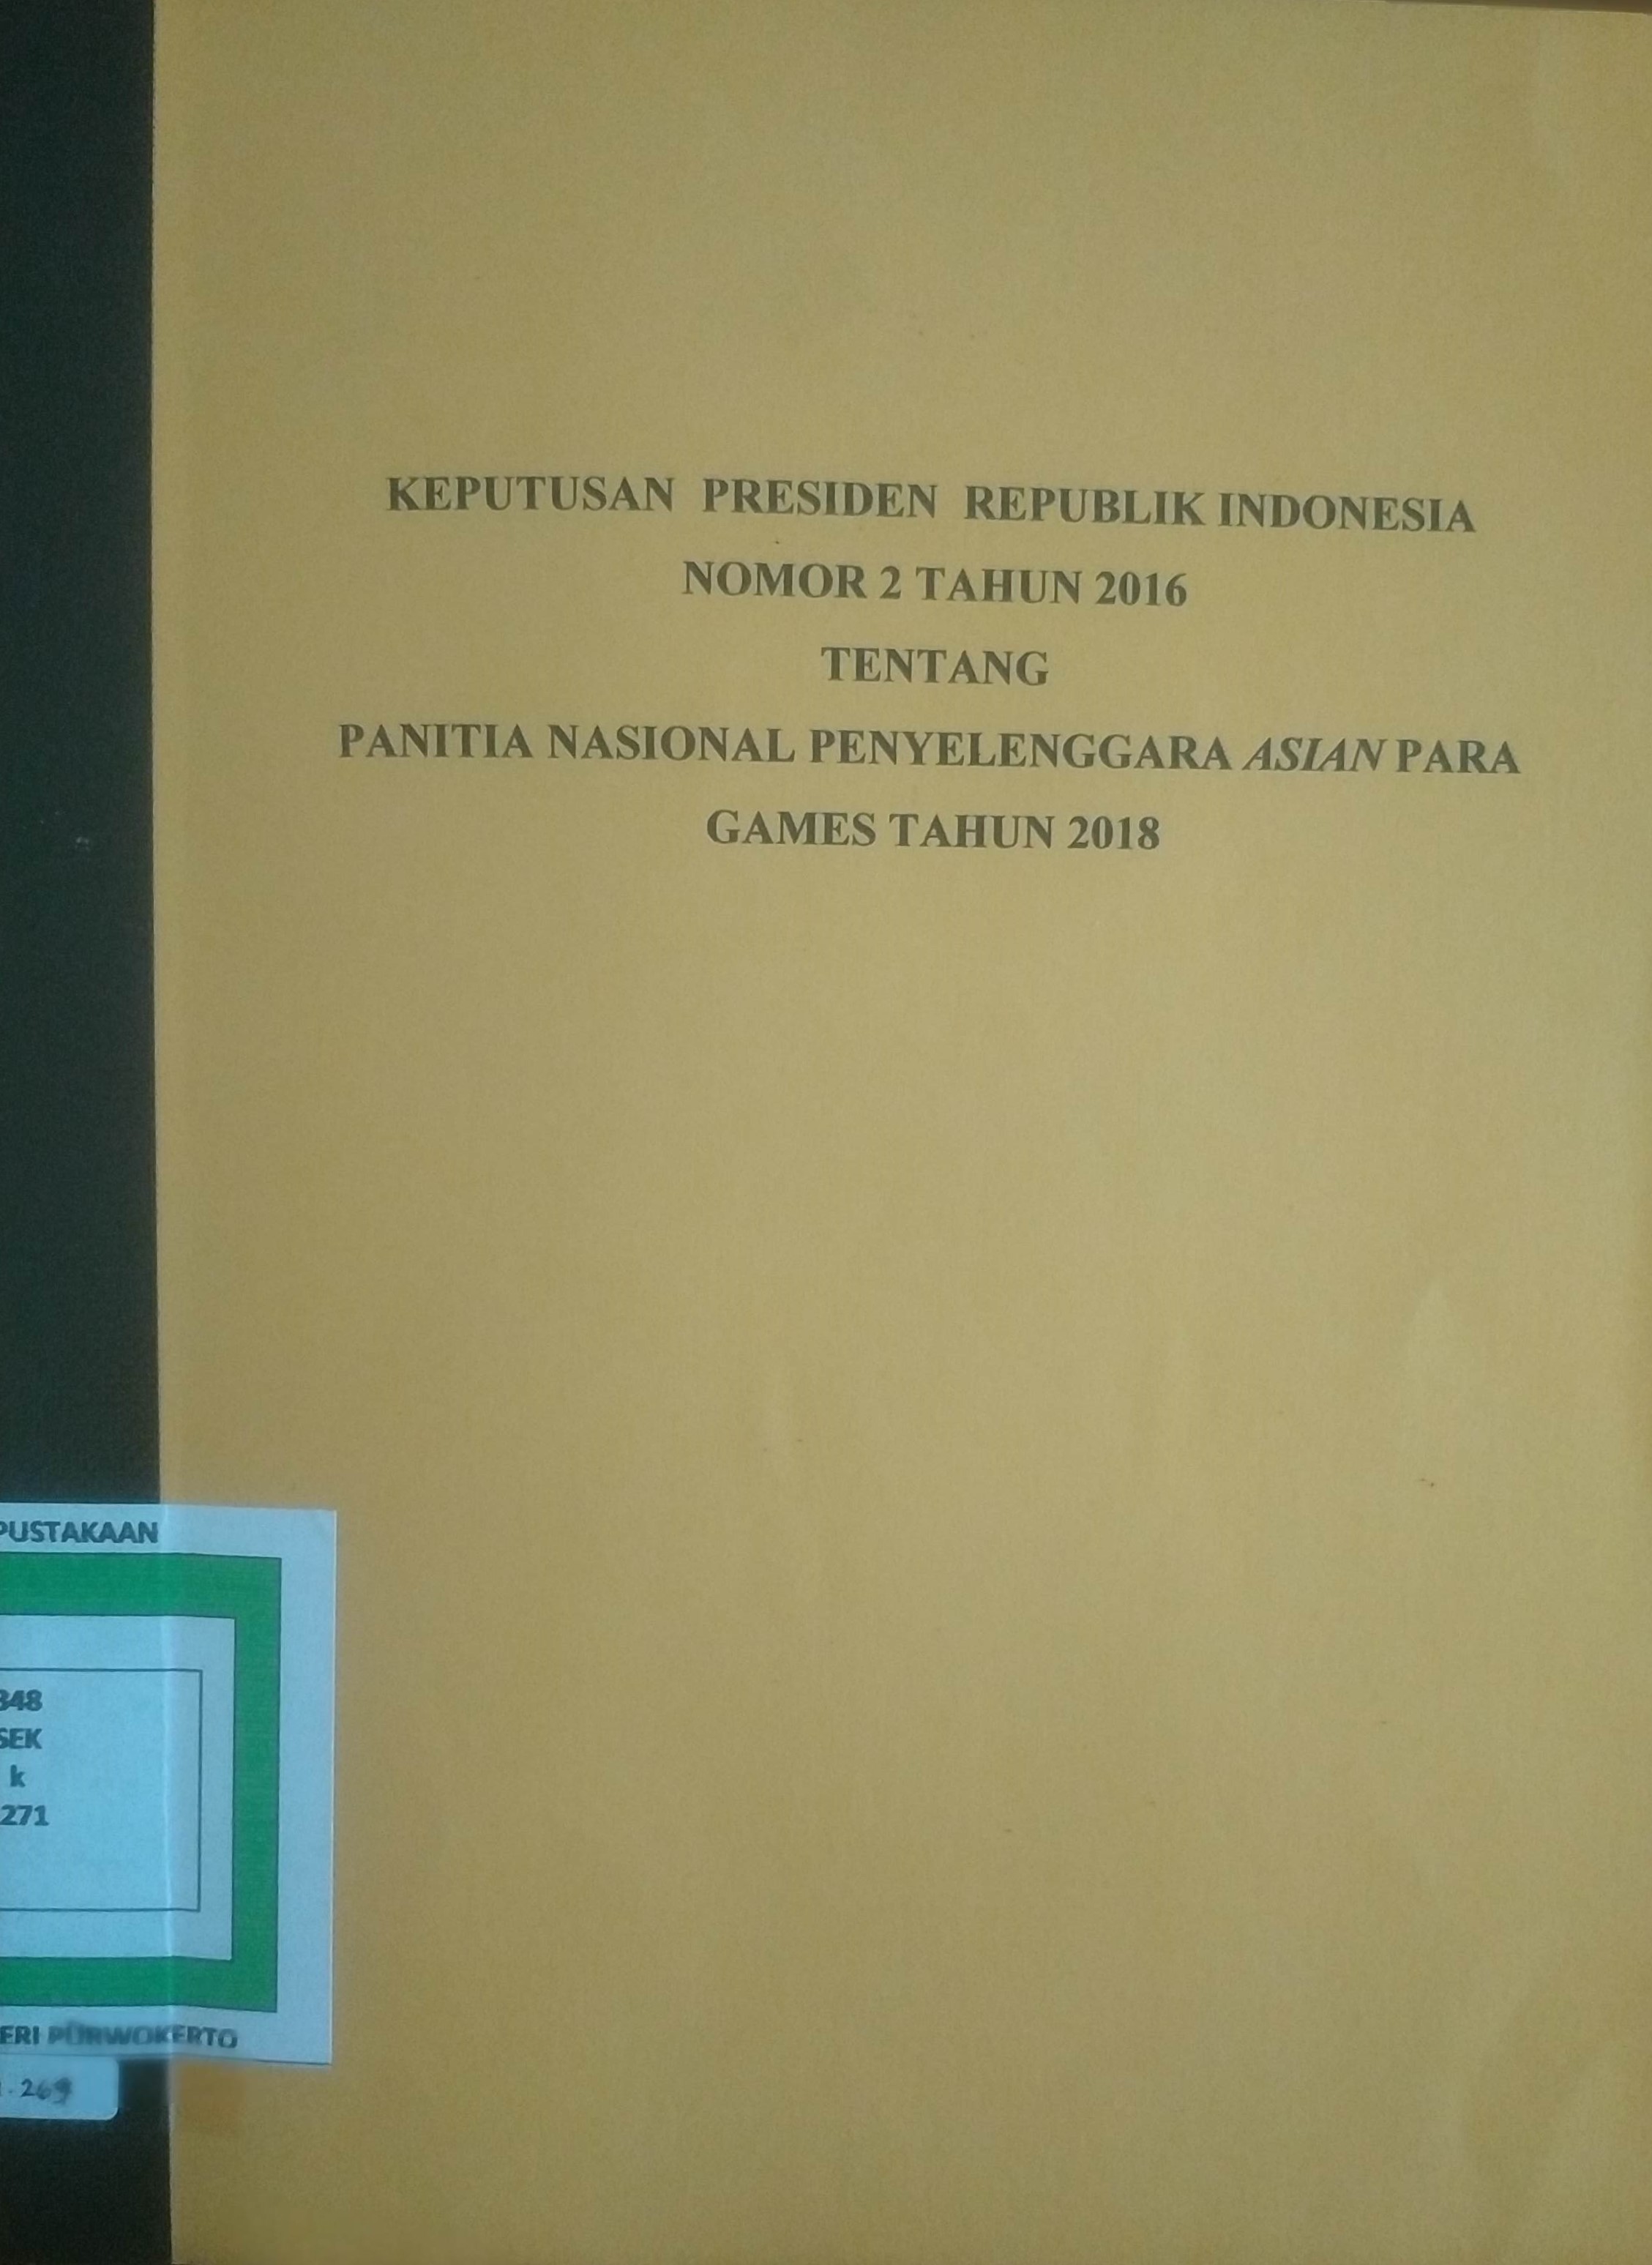 KEPUTUSAN PRESIDEN REPUBLIK INDONESIA
NOMOR 2 TAHUN 2016
TENTANG
PANITIA NASIONAL PENYELENGGARA ASIAN PARA
GAMES TAHUN 2018
PUSTAKAAN
348
SEK
k
271
ERI PURWOKERTO
269